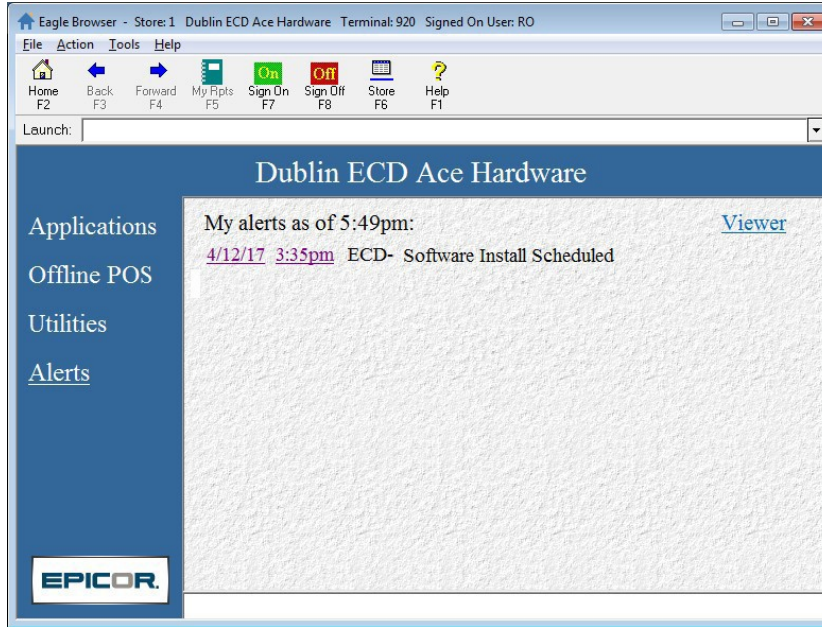 Eagle Browser - Store: 1 Dublin ECD Ace Hardware Terminal: 920 Signed On User: RO
File Action Tools Help
Home Back Forward My Rpts Sign On Sign Off Store Help
F2 F3 F4 F5 F7 F8 F6 F1
On Off
Launch:
Dublin ECD Ace Hardware
Applications
Offline POS
Utilities
Alerts
My alerts as of 5:49pm: Viewer
4/12/17 3:35pm ECD- Software Install Scheduled
EPICOR.